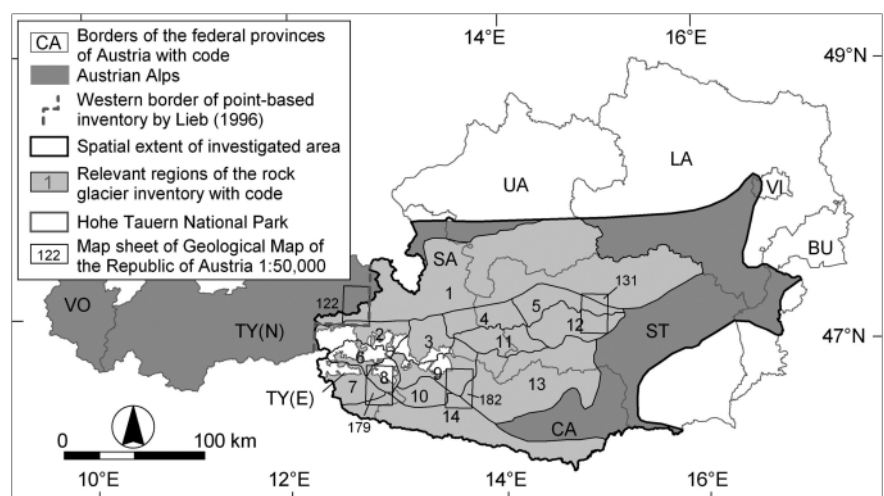 14°E
16°E
49°N
CA
Borders of the federal provinces
of Austria with code
Austrian Alps
Western border of point-based
inventory by Lieb (1996)
Spatial extent of investigated area
1
Relevant regions of the rock
glacier inventory with code
Hohe Tauern National Park
122
Map sheet of Geological Map of
the Republic of Austria 1:50,000
UA
LA
VI
BU
SA
1
131
122
VO
TY(N)
2
3
4
5
12
ST
47°N
11
6
9
7
8
10
13
182
TY(E)
179
14
CA
0
100 km
10°E
12°E
14°E
16°E